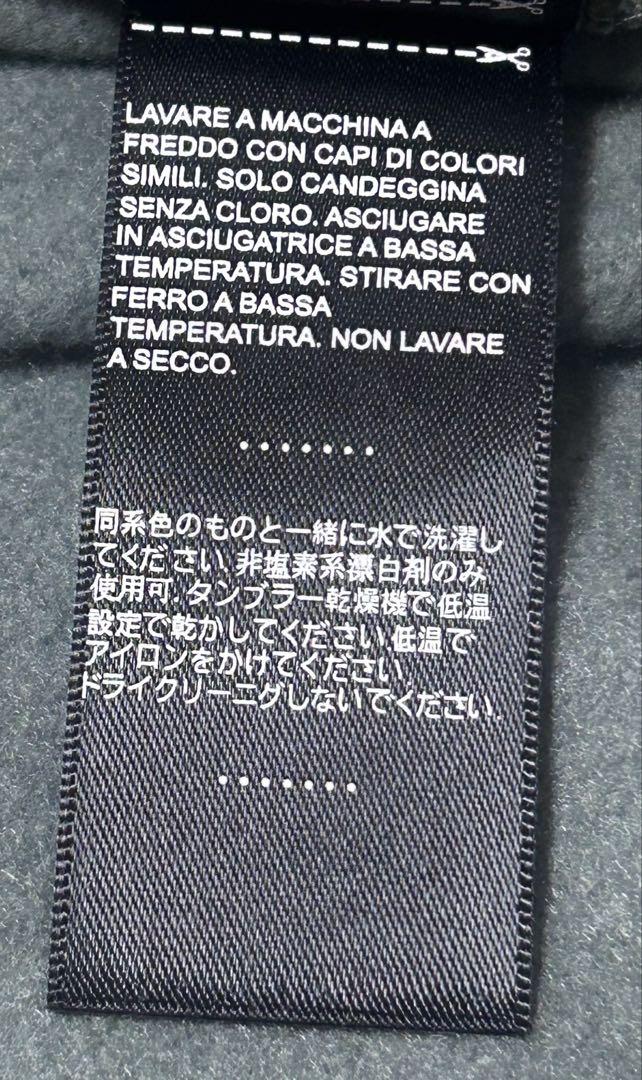 LAVARE A MACCHINA A
FREDDO CON CAPI DI COLORI
SIMILI. SOLO CANDEGGINA
SENZA CLORO. ASCIUGARE
IN ASCIUGATRICE A BASSA
TEMPERATURA. STIRARE CON
FERRO A BASSA
TEMPERATURA. NON LAVARE
A SECCO.
.......
同系色のものと一緒に水で洗濯し
てください.非塩素系漂白剤のみ
使用可.タンブラー乾燥機で低温
設定で乾かしてください.低温で
アイロンをかけてください.
ドライクリーニグしないでください.
.......